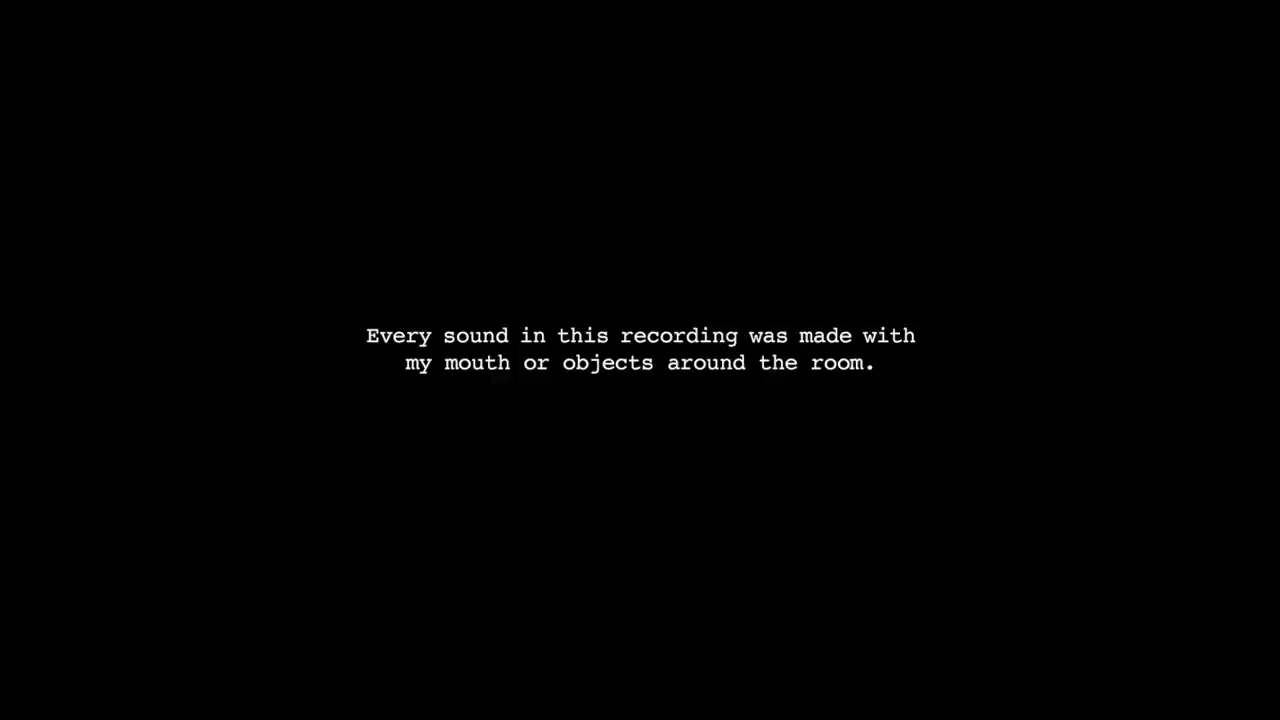 Every sound in this recording was made with
my mouth or objects around the room.